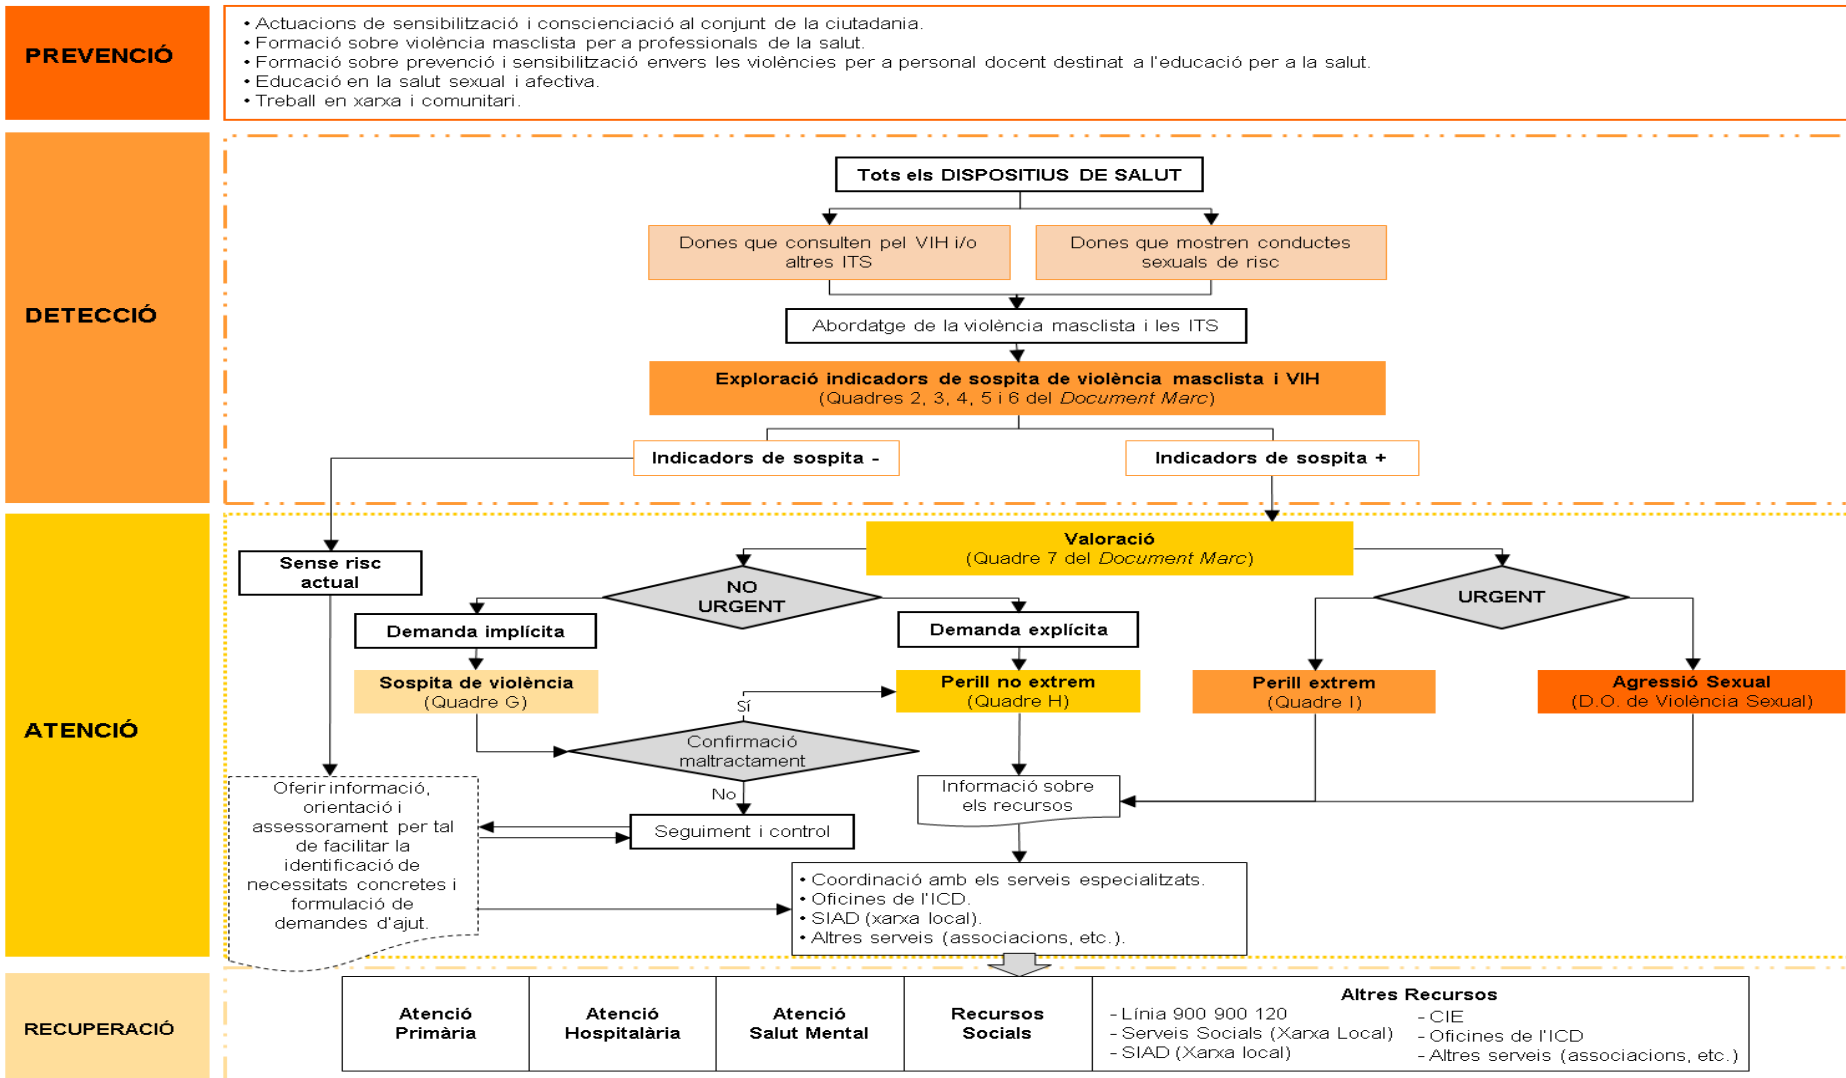 PREVENCIÓ
• Actuacions de sensibilització i conscienciació al conjunt de la ciutadania.
• Formació sobre violència masclista per a professionals de la salut.
• Formació sobre prevenció i sensibilització envers les violències per a personal docent destinat a l'educació per a la salut.
• Educació en la salut sexual i afectiva.
• Treball en xarxa i comunitari.
DETECCIÓ
Tots els DISPOSITIUS DE SALUT
Dones que consulten pel VIH i/o
altres ITS
Dones que mostren conductes
sexuals de risc
Abordatge de la violència masclista i les ITS
Exploració indicadors de sospita de violència masclista i VIH
(Quadres 2, 3, 4, 5 i 6 del Document Marc)
Indicadors de sospita -
Indicadors de sospita +
ATENCIÓ
Valoració
(Quadre 7 del Document Marc)
Sense risc
actual
NO
URGENT
URGENT
Demanda implícita
Demanda explícita
Sospita de violència
(Quadre G)
Perill no extrem
(Quadre H)
Perill extrem
(Quadre I)
Agressió Sexual
(D.O. de Violència Sexual)
Sí
Confirmació
maltractament
No
Seguiment i control
Informació sobre
els recursos
Oferir informació,
orientació i
assessorament per tal
de facilitar la
identificació de
necessitats concretes i
formulació de
demandes d'ajut.
• Coordinació amb els serveis especialitzats.
• Oficines de l'ICD.
• SIAD (xarxa local).
• Altres serveis (associacions, etc.).
RECUPERACIÓ
Atenció
Primària
Atenció
Hospitalària
Atenció
Salut Mental
Recursos
Socials
Altres Recursos
- Línia 900 900 120
- Serveis Socials (Xarxa Local)
- SIAD (Xarxa local)
- CIE
- Oficines de l'ICD
- Altres serveis (associacions, etc.)